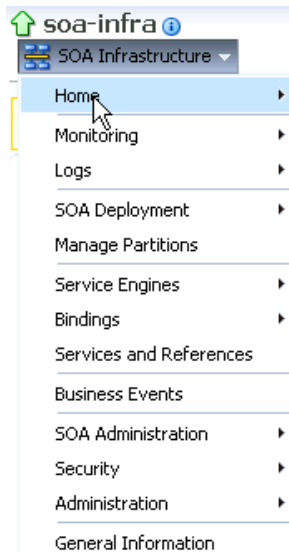 soa-infra
SOA Infrastructure
Home
Monitoring
Logs
SOA Deployment
Manage Partitions
Service Engines
Bindings
Services and References
Business Events
SOA Administration
Security
Administration
General Information